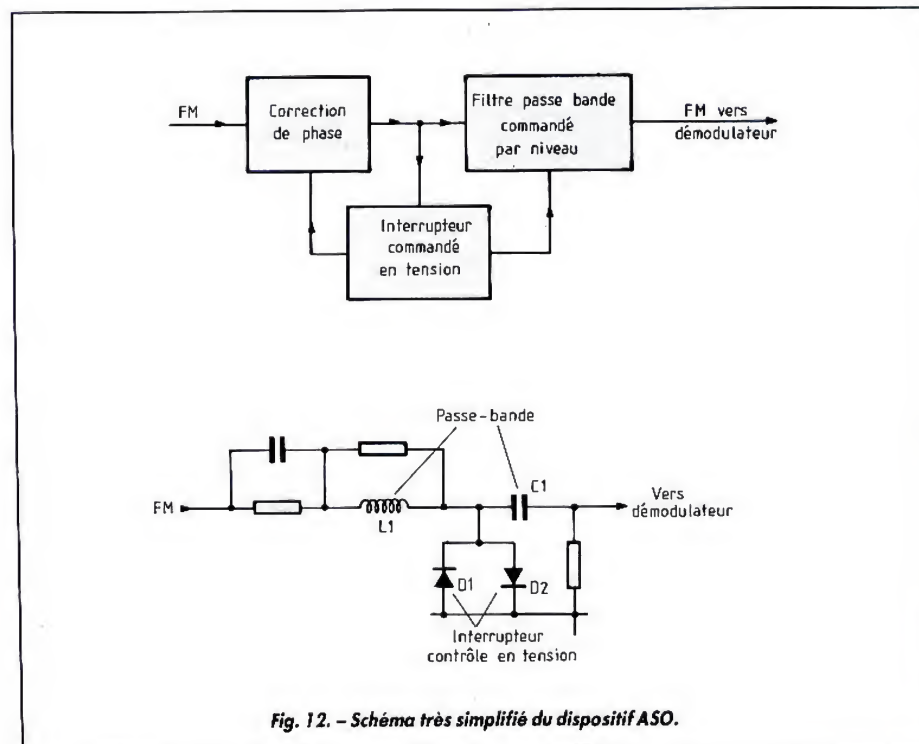 FM
Correction
de phase
Filtre passe bande
commandé
par niveau
FM vers
démodulateur
Interrupteur
commandé
en tension
Passe-bande
C1
FM
L1
Vers
démodulateur
D1
D2
Interrupteur
contrôle en tension
Fig. 12. – Schéma très simplifié du dispositif ASO.